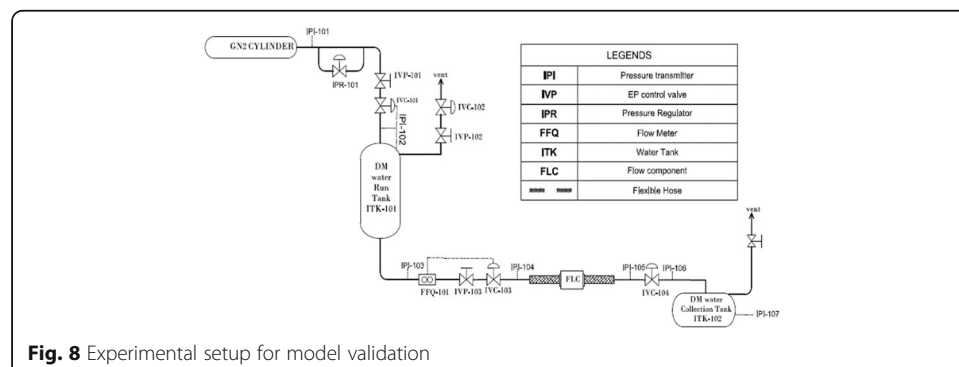 IPI-101
GN2 CYLINDER
IPR-101
IVP-101
vent
IVC-101
IVC-102
IPI-102
IVP-102
DM
water
Run
Tank
ITK-101
LEGENDS
IPI Pressure transmitter
IVP EP control valve
IPR Pressure Regulator
FFQ Flow Meter
ITK Water Tank
FLC Flow component
Flexible Hose
vent
IPI-103
FFQ-101
IVP-103
IVC-103
IPI-104
FLC
IPI-105
IPI-106
IVC-104
DM water
Collection Tank
ITK-102
IPI-107
Fig. 8 Experimental setup for model validation